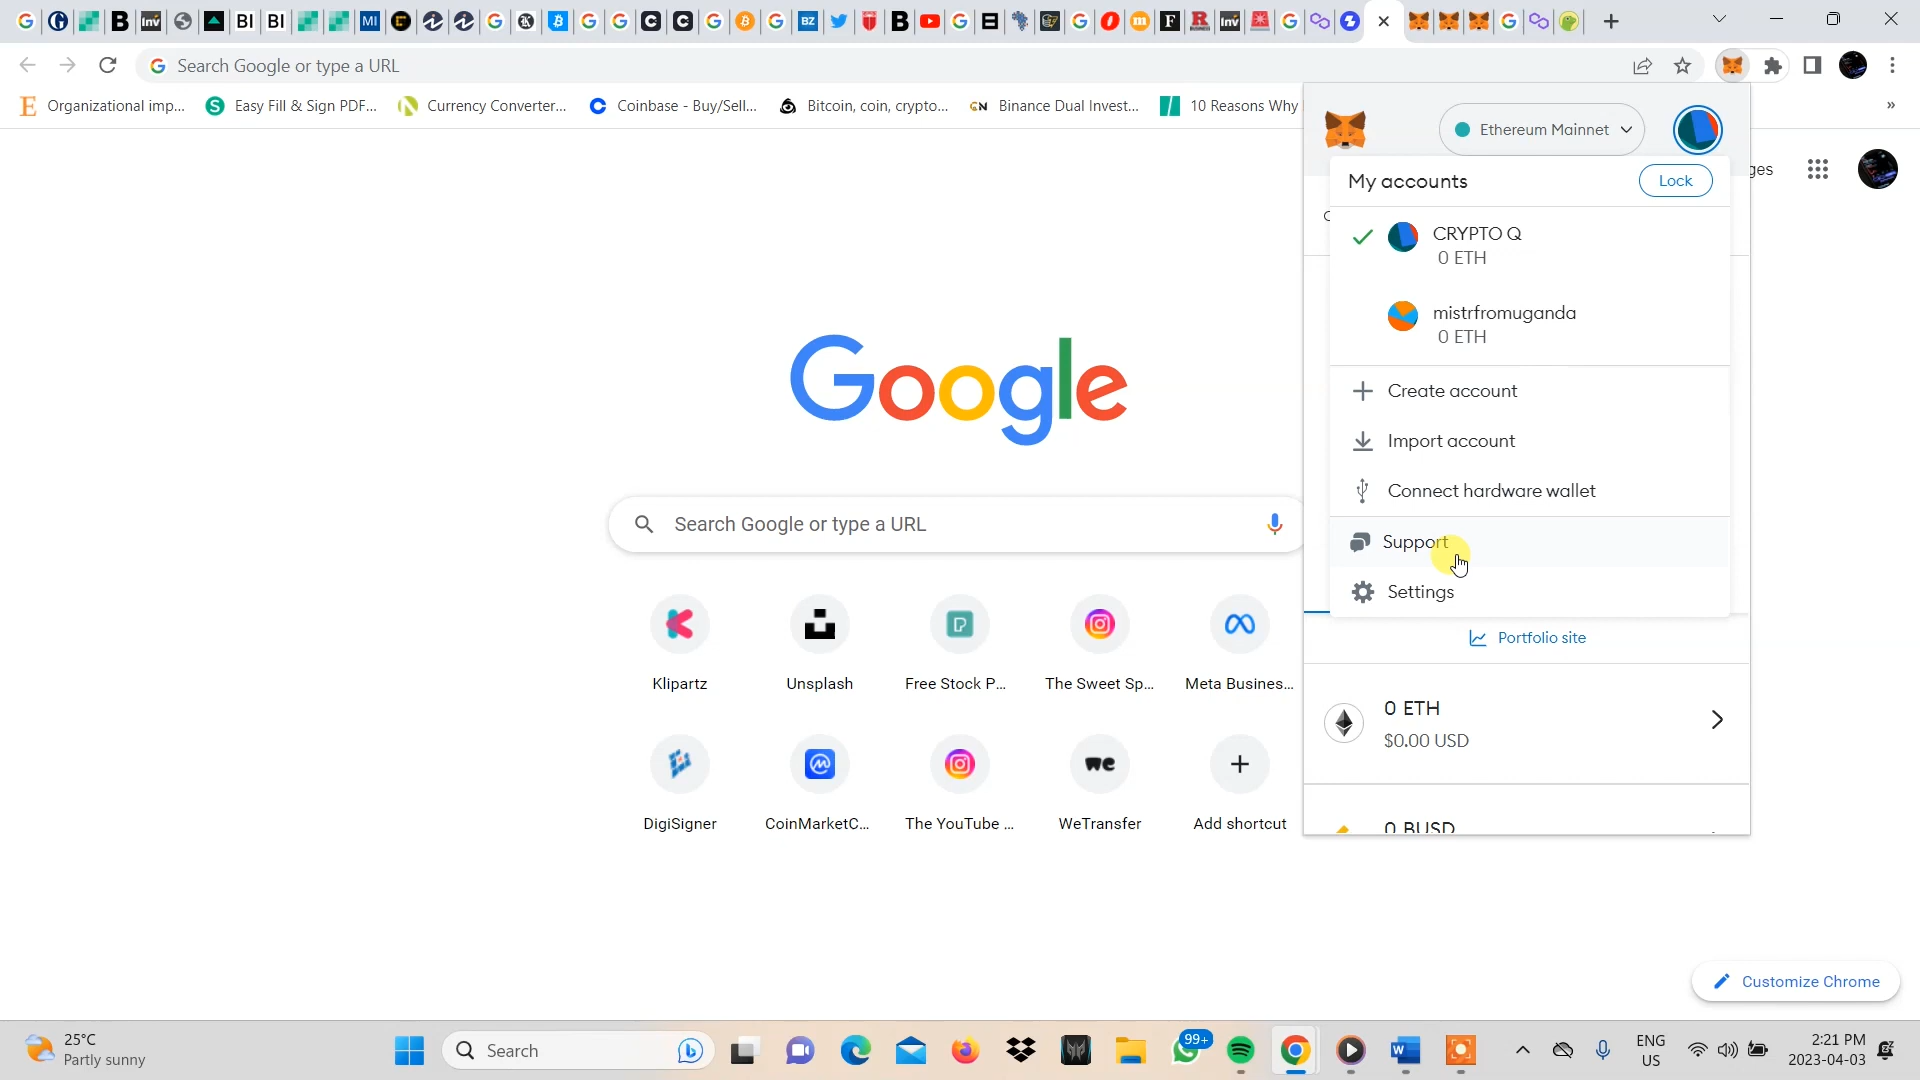 Search Google or type a URL
Organizational imp...
Easy Fill & Sign PDF...
Currency Converter...
Coinbase - Buy/Sell...
Bitcoin, coin, crypto...
Binance Dual Invest...
10 Reasons Why
»
Ethereum Mainnet
My accounts
Lock
ges
CRYPTO Q
0 ETH
mistrfromuganda
0 ETH
Create account
Import account
Connect hardware wallet
Support
Settings
Google
Search Google or type a URL
Portfolio site
Klipartz
Unsplash
Free Stock P...
The Sweet Sp...
Meta Busines...
0 ETH
$0.00 USD
DigiSigner
CoinMarketC...
The YouTube ...
WeTransfer
Add shortcut
0 BUSD
Customize Chrome
25°C
Partly sunny
Search
99+
ENG
US
2:21 PM
2023-04-03